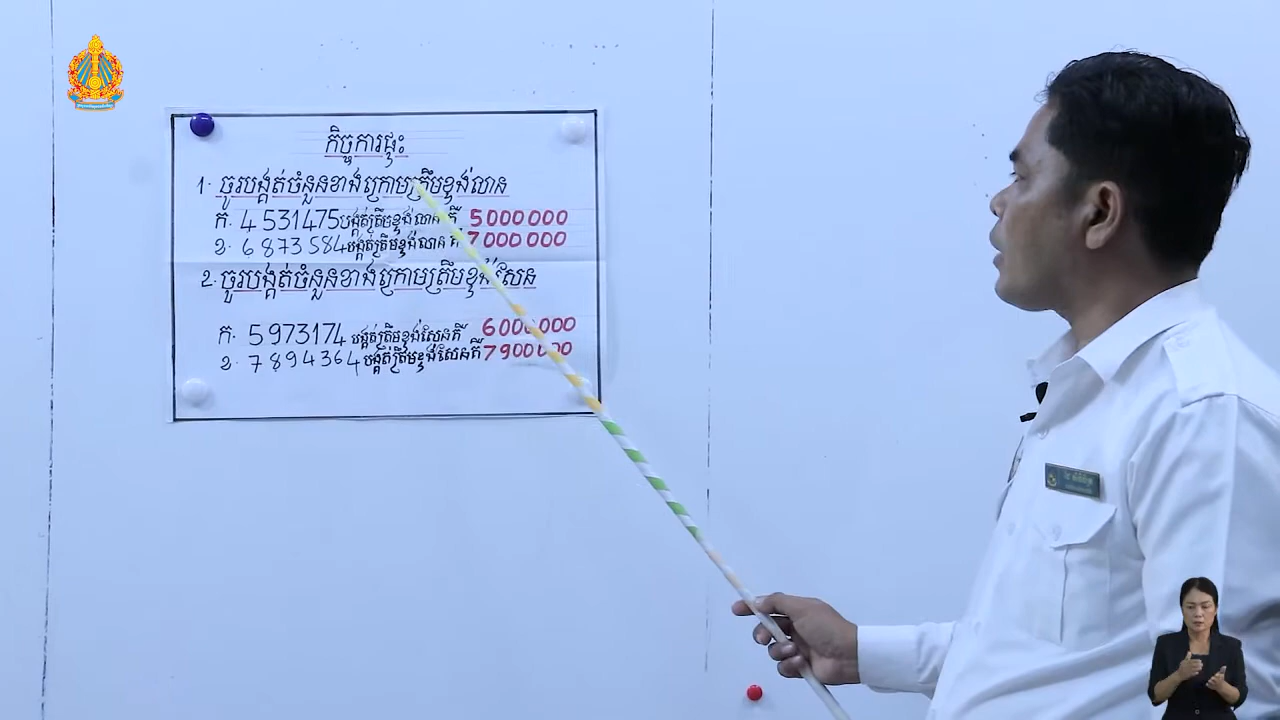 កិច្ចការផ្ទះ
1. ចូរបង្គត់ចំនួនខាងក្រោមត្រឹមខ្ទង់លាន
ក. 4 531475 បង្គត់ត្រឹមខ្ទង់លានគឺ 5000000
ខ. 6873584 បង្គត់ត្រឹមខ្ទង់លាន គឺ 7000000
2. ចូរបង្គត់ចំនួនខាងក្រោមត្រឹមខ្ទង់សែន
ក. 5973174 បង្គត់ត្រឹមខ្ទង់សែនគឺ 6000000
ខ. 7894364 បង្គត់ត្រឹមខ្ទង់សែនគឺ 7900000